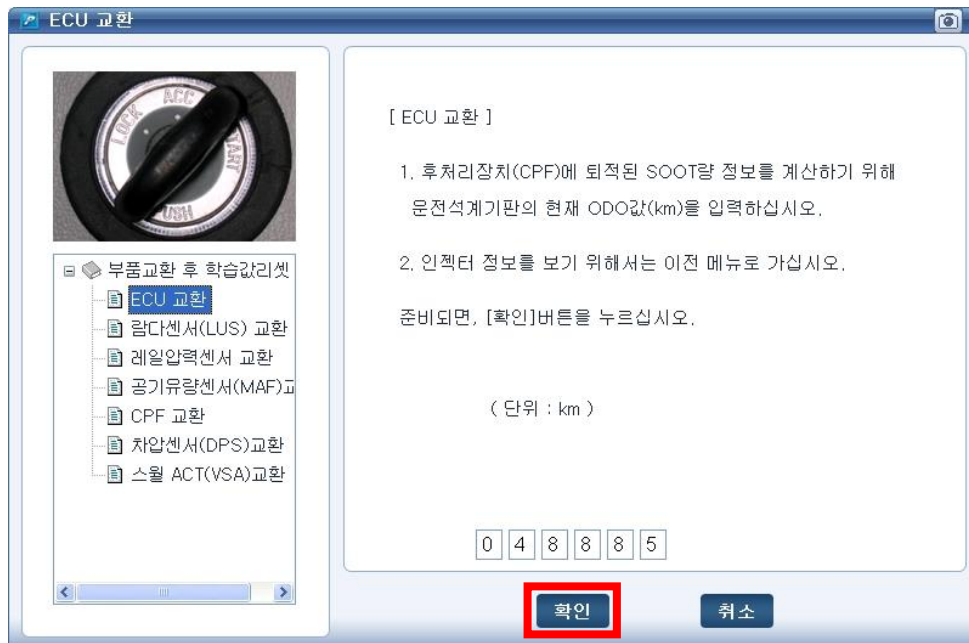 ECU 교환
LOCK
ACC
START
PUSH
부품교환 후 학습값리셋
ECU 교환
람다센서(LUS) 교환
레일압력센서 교환
공기유량센서(MAF)교
CPF 교환
차압센서(DPS)교환
스월 ACT(VSA)교환
[ ECU 교환 ]
1. 후처리장치(CPF)에 퇴적된 SOOT량 정보를 계산하기 위해
운전석계기판의 현재 ODO값(km)을 입력하십시오.
2. 인젝터 정보를 보기 위해서는 이전 메뉴로 가십시오.
준비되면, [확인]버튼을 누르십시오.
( 단위 : km )
0 4 8 8 8 5
확인
취소